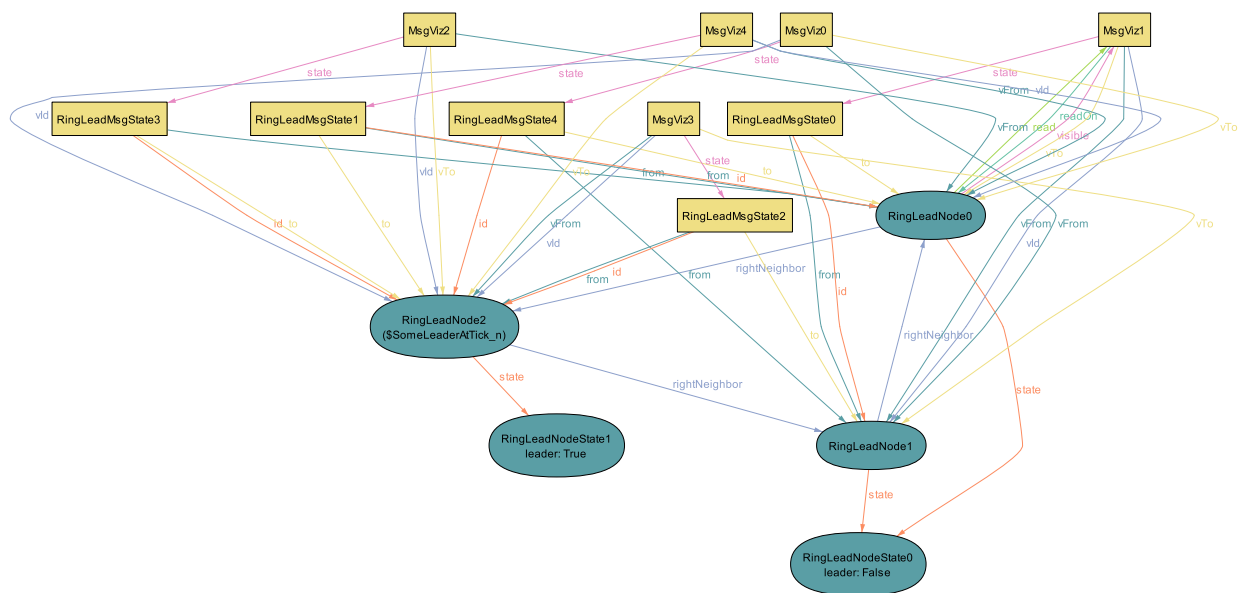 MsgViz2
MsgViz4
MsgViz0
MsgViz1
state
state
state
state
vId
vFrom
RingLeadMsgState3
RingLeadMsgState1
RingLeadMsgState4
MsgViz3
RingLeadMsgState0
vId
readOn
read
vFrom
vTo
visible
vTo
state
to
vId
vTo
vTo
from
from
id
to
RingLeadMsgState2
RingLeadNode0
id
to
to
id
vFrom
vFrom
vFrom
vTo
vId
vId
rightNeighbor
from
id
from
from
id
RingLeadNode2
($SomeLeaderAtTick_n)
to
rightNeighbor
state
rightNeighbor
state
RingLeadNodeState1
leader: True
RingLeadNode1
state
RingLeadNodeState0
leader: False